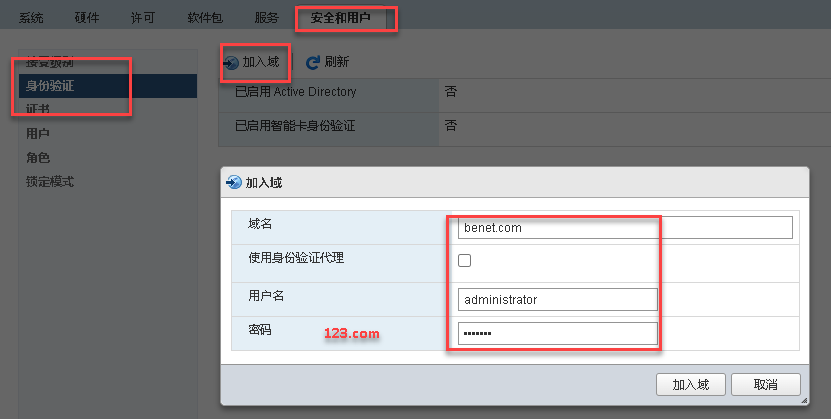 系统 硬件 许可 软件包 服务 安全和用户
接受级别
身份验证
证书
用户
角色
锁定模式
加入域 刷新
已启用 Active Directory 否
已启用智能卡身份验证 否
加入域
域名 benet.com
使用身份验证代理
用户名 administrator
密码 123.com •••••••
加入域 取消